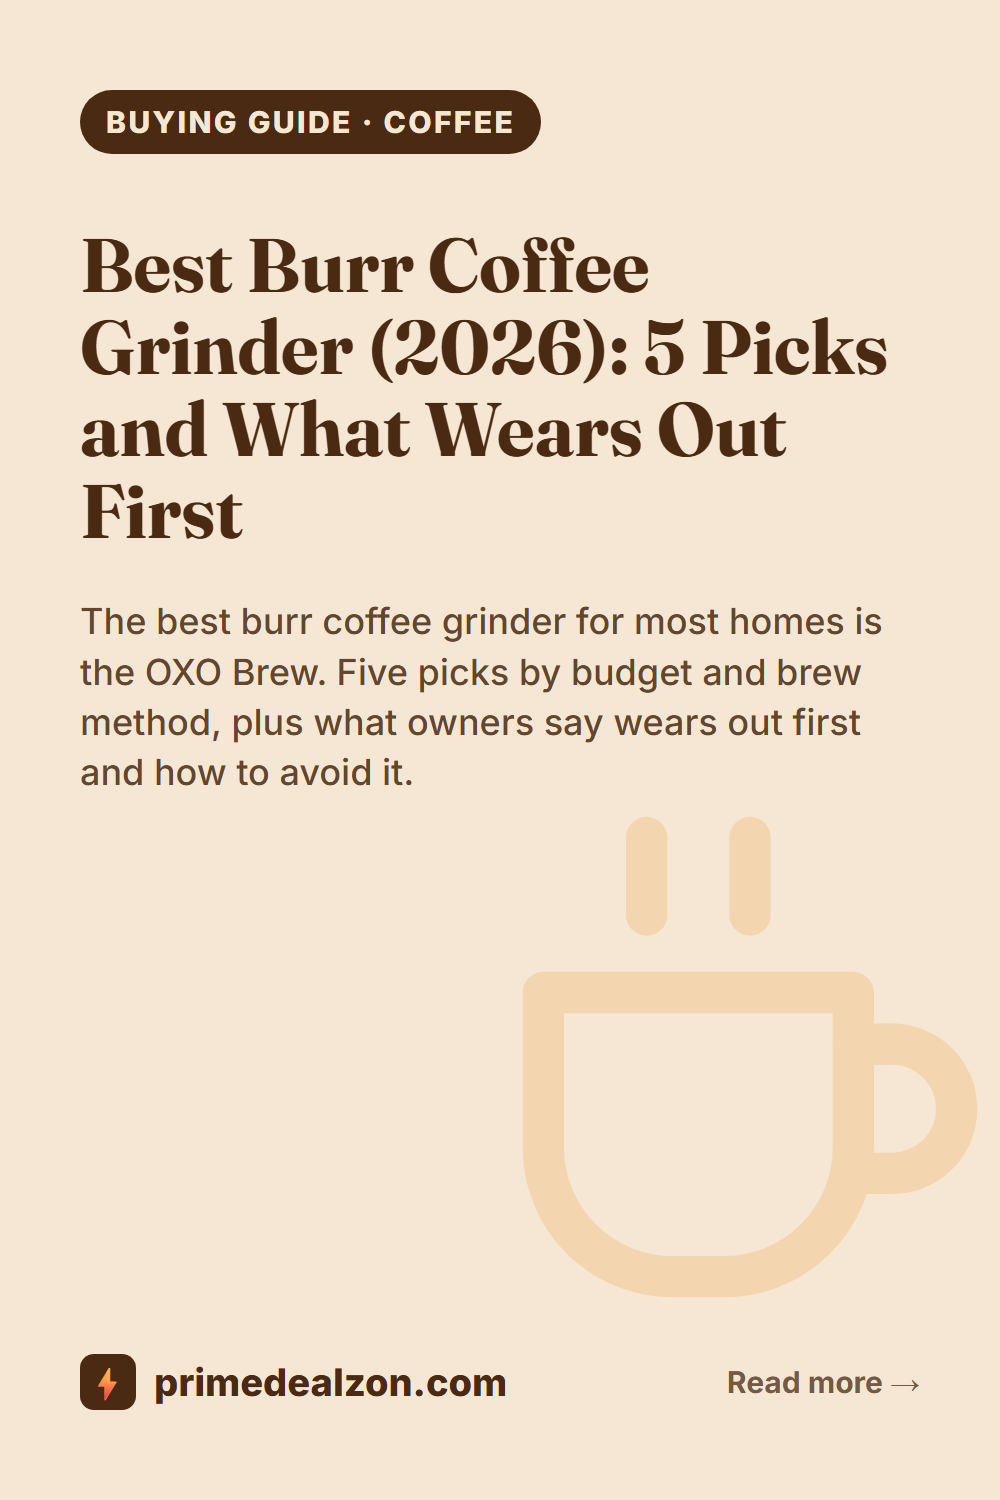 BUYING GUIDE · COFFEE
Best Burr Coffee
Grinder (2026): 5 Picks
and What Wears Out
First
The best burr coffee grinder for most homes is
the OXO Brew. Five picks by budget and brew
method, plus what owners say wears out first
and how to avoid it.
primedealzon.com
Read more →